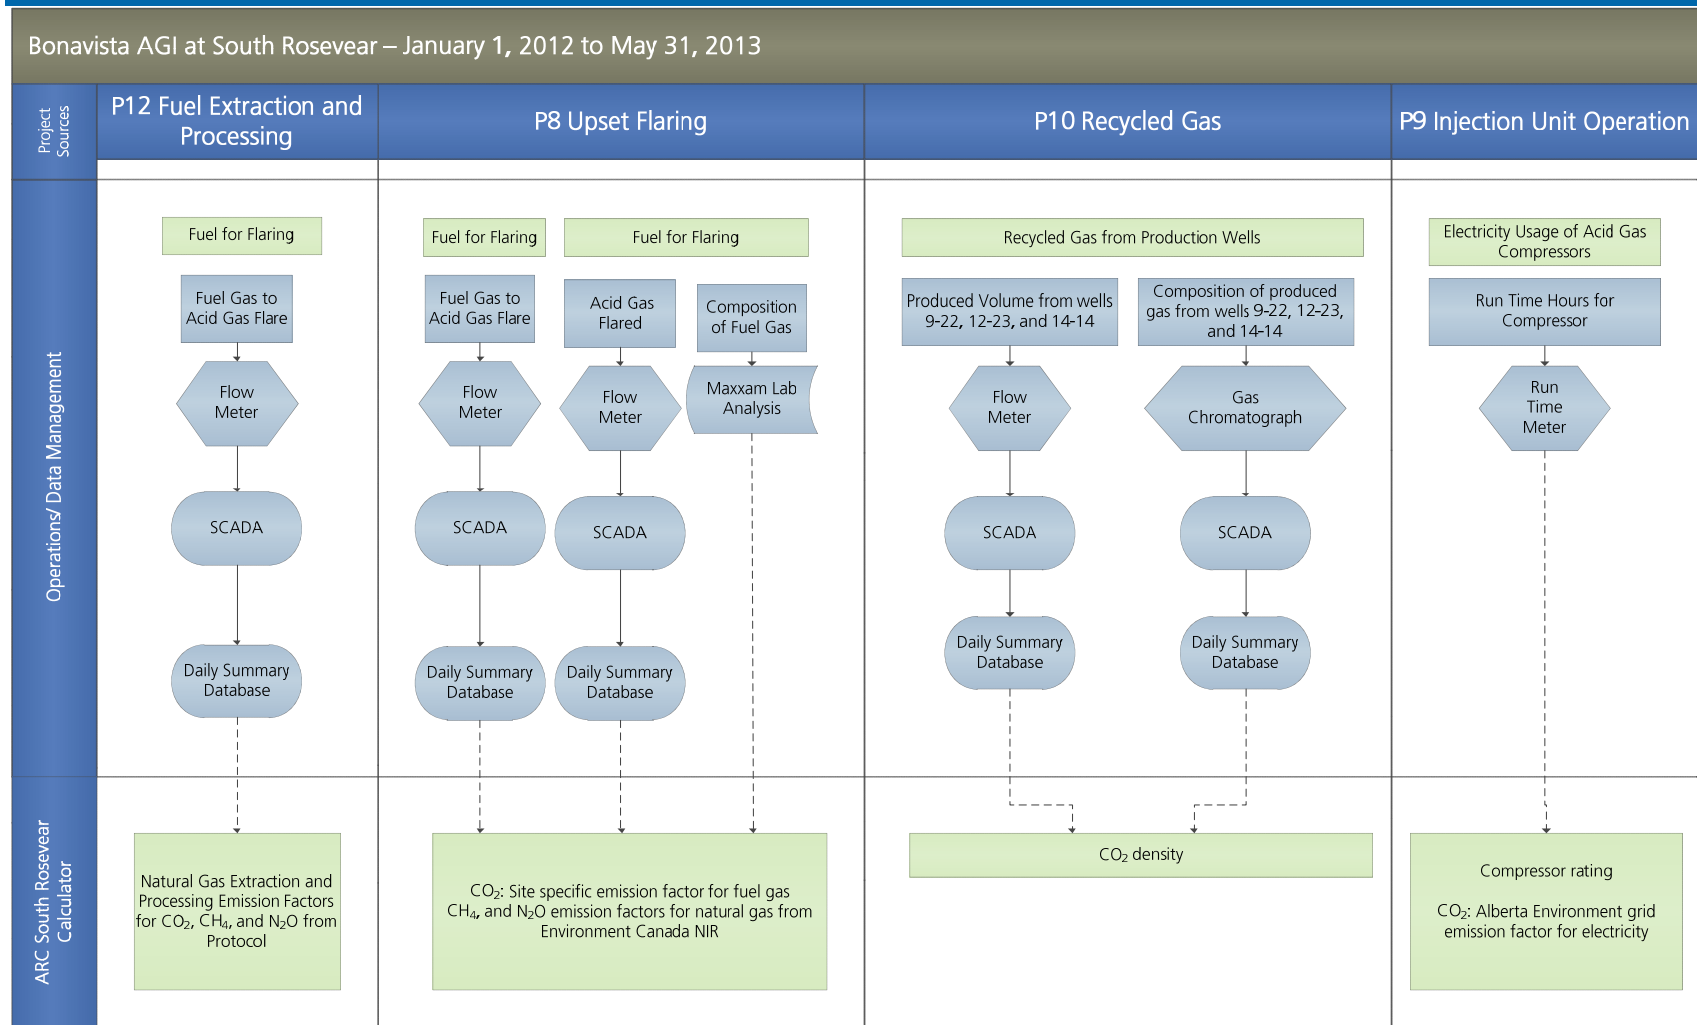 Bonavista AGI at South Rosevear – January 1, 2012 to May 31, 2013
Project
Sources
P12 Fuel Extraction and
Processing
P8 Upset Flaring
P10 Recycled Gas
P9 Injection Unit Operation
Operations/ Data Management
Fuel for Flaring
Fuel Gas to
Acid Gas Flare
Flow
Meter
SCADA
Daily Summary
Database
Fuel for Flaring
Fuel Gas to
Acid Gas Flare
Flow
Meter
SCADA
Daily Summary
Database
Fuel for Flaring
Acid Gas
Flared
Flow
Meter
SCADA
Daily Summary
Database
Composition
of Fuel Gas
Maxxam Lab
Analysis
Recycled Gas from Production Wells
Produced Volume from wells
9-22, 12-23, and 14-14
Flow
Meter
SCADA
Daily Summary
Database
Composition of produced
gas from wells 9-22, 12-23,
and 14-14
Gas
Chromatograph
SCADA
Daily Summary
Database
Electricity Usage of Acid Gas
Compressors
Run Time Hours for
Compressor
Run
Time
Meter
ARC South Rosevear
Calculator
Natural Gas Extraction and
Processing Emission Factors
for CO₂, CH₄, and N₂O from
Protocol
CO₂: Site specific emission factor for fuel gas
CH₄, and N₂O emission factors for natural gas from
Environment Canada NIR
CO₂ density
Compressor rating
CO₂: Alberta Environment grid
emission factor for electricity